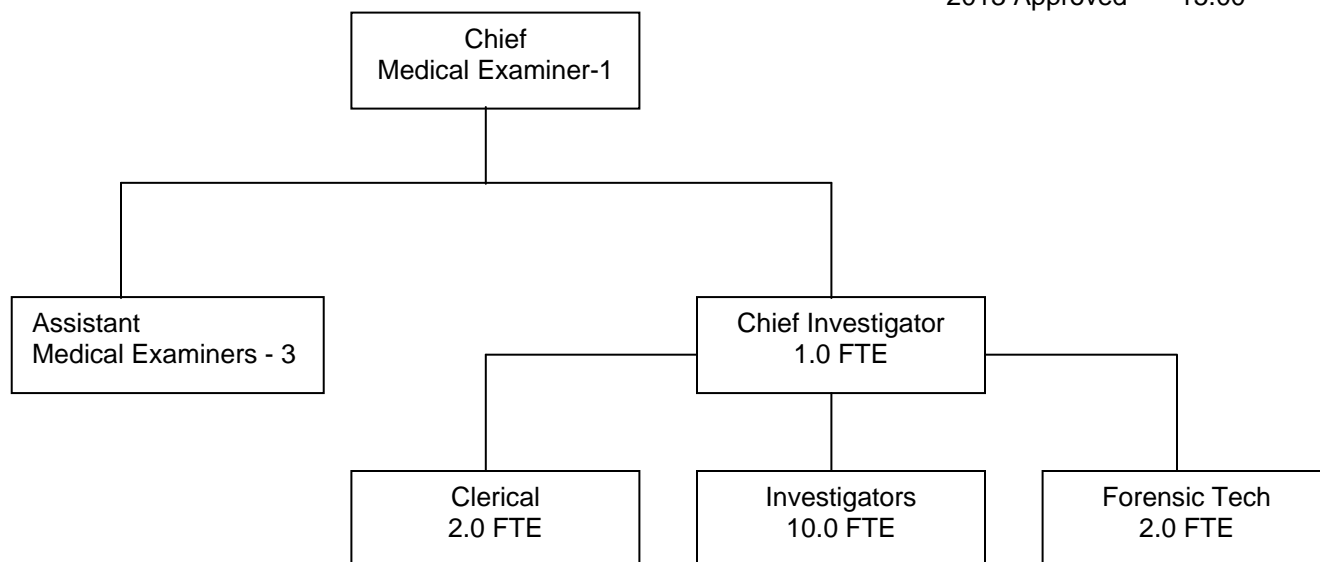 Approved
Chief
Medical Examiner-1
Assistant
Medical Examiners - 3
Chief Investigator
1.0 FTE
Clerical
2.0 FTE
Investigators
10.0 FTE
Forensic Tech
2.0 FTE